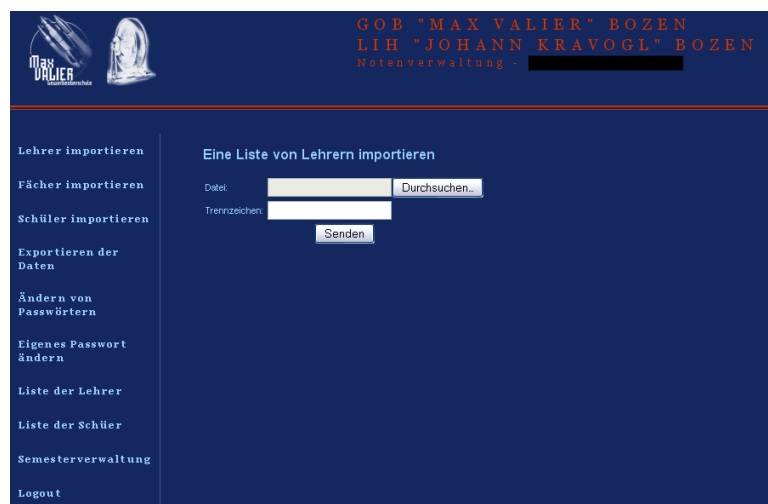 GOB "MAX VALIER" BOZEN
LIH "JOHANN KRAVOGL" BOZEN
Notenverwaltung -
Max
VALIER
Gewerbeoberschule
Lehrer importieren
Fächer importieren
Schüler importieren
Exportieren der
Daten
Ändern von
Passwörtern
Eigenes Passwort
ändern
Liste der Lehrer
Liste der Schüer
Semesterverwaltung
Logout
Eine Liste von Lehrern importieren
Datei:
Durchsuchen...
Trennzeichen:
Senden